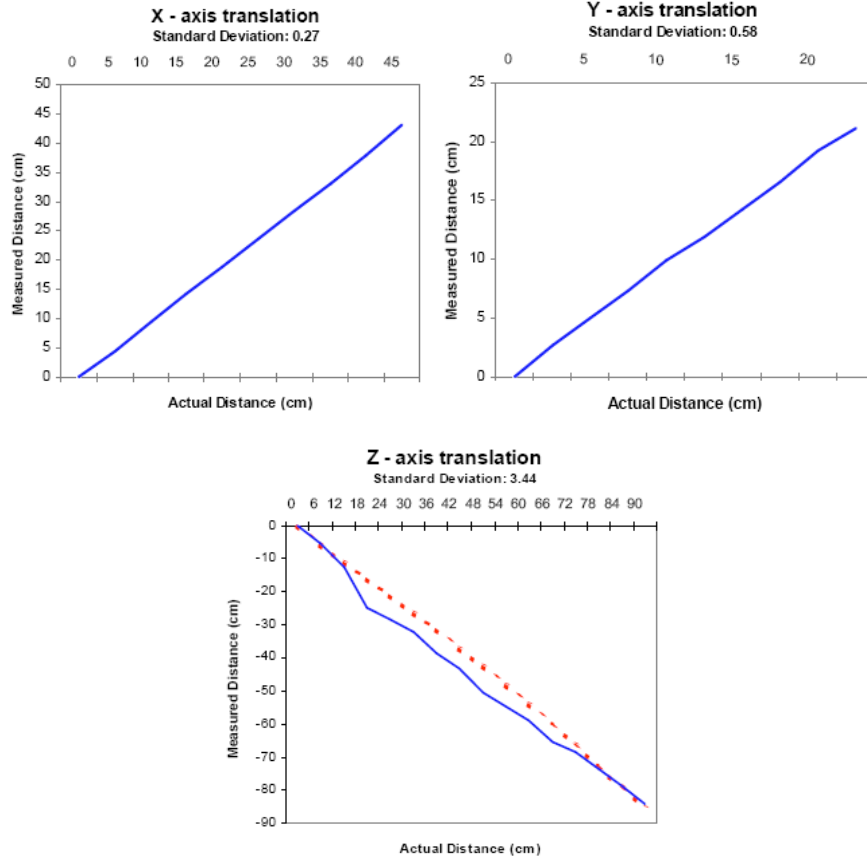 X - axis translation
Standard Deviation: 0.27
0 5 10 15 20 25 30 35 40 45
50
45
40
35
30
25
20
15
10
5
0
Measured Distance (cm)
Actual Distance (cm)
Y - axis translation
Standard Deviation: 0.58
0 5 10 15 20
25
20
15
10
5
0
Measured Distance (cm)
Actual Distance (cm)
Z - axis translation
Standard Deviation: 3.44
0 6 12 18 24 30 36 42 48 54 60 66 72 78 84 90
0
-10
-20
-30
-40
-50
-60
-70
-80
-90
Measured Distance (cm)
Actual Distance (cm)